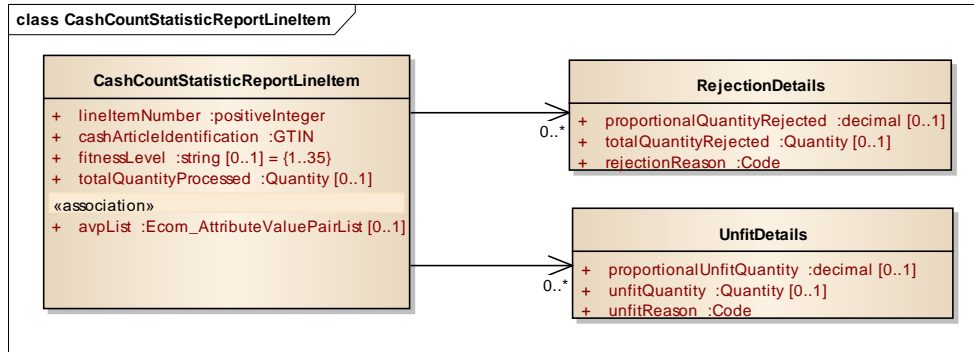 class CashCountStatisticReportLineItem
CashCountStatisticReportLineItem
+ lineItemNumber :positiveInteger
+ cashArticleIdentification :GTIN
+ fitnessLevel :string [0..1] = {1..35}
+ totalQuantityProcessed :Quantity [0..1]
«association»
+ avpList :Ecom_AttributeValuePairList [0..1]
0..*
RejectionDetails
+ proportionalQuantityRejected :decimal [0..1]
+ totalQuantityRejected :Quantity [0..1]
+ rejectionReason :Code
0..*
UnfitDetails
+ proportionalUnfitQuantity :decimal [0..1]
+ unfitQuantity :Quantity [0..1]
+ unfitReason :Code